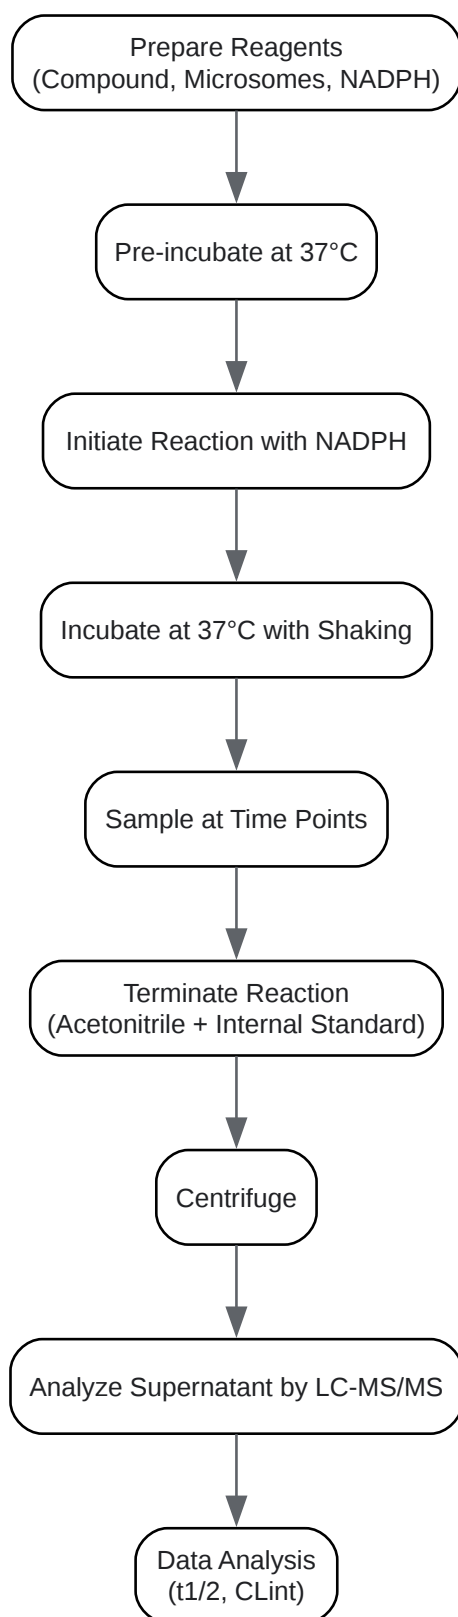 Prepare Reagents
(Compound, Microsomes, NADPH)
Pre-incubate at 37°C
Initiate Reaction with NADPH
Incubate at 37°C with Shaking
Sample at Time Points
Terminate Reaction
(Acetonitrile + Internal Standard)
Centrifuge
Analyze Supernatant by LC-MS/MS
Data Analysis
(t1/2, CLint)